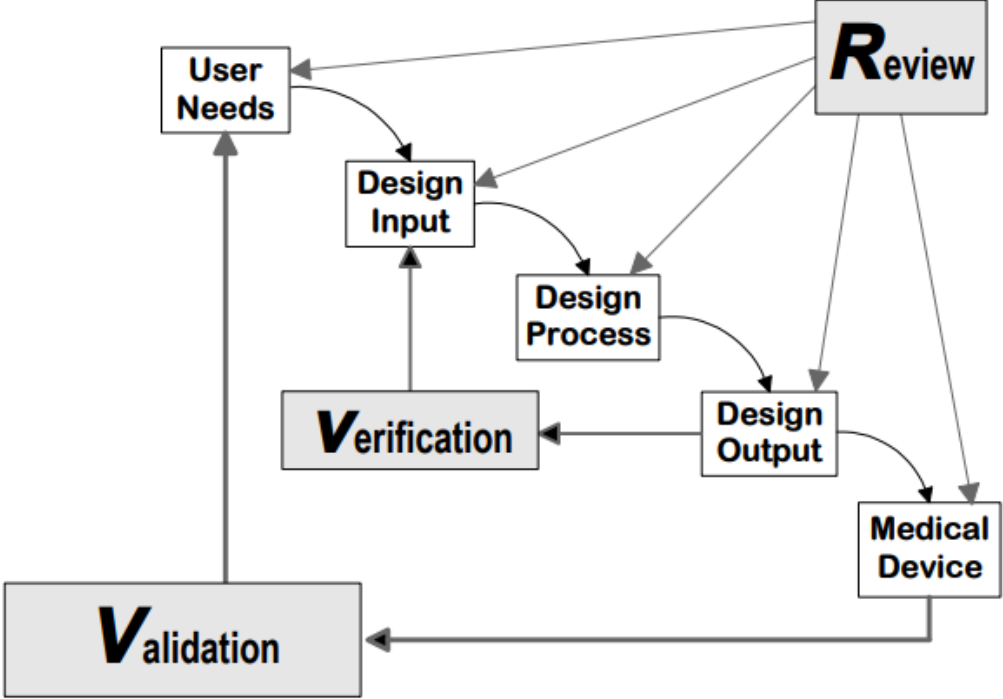 User
Needs
Review
Design
Input
Design
Process
Verification
Design
Output
Medical
Device
Validation